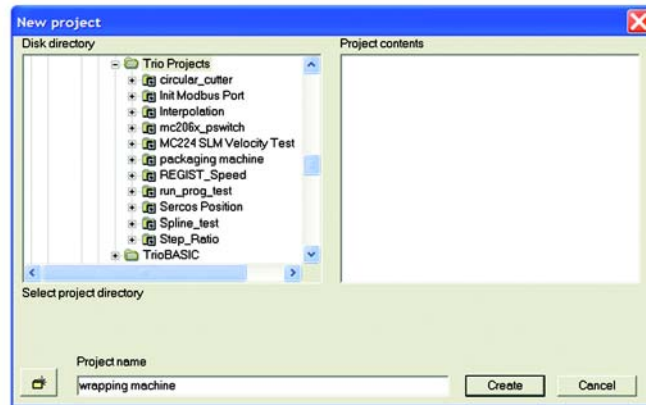 New project
Disk directory
Project contents
Trio Projects
circular_cutter
Init Modbus Port
Interpolation
mc206x_pswitch
MC224 SLM Velocity Test
packaging machine
REGIST_Speed
run_prog_test
Sercos Position
Spline_test
Step_Ratio
TrioBASIC
Select project directory
Project name
wrapping machine
Create
Cancel